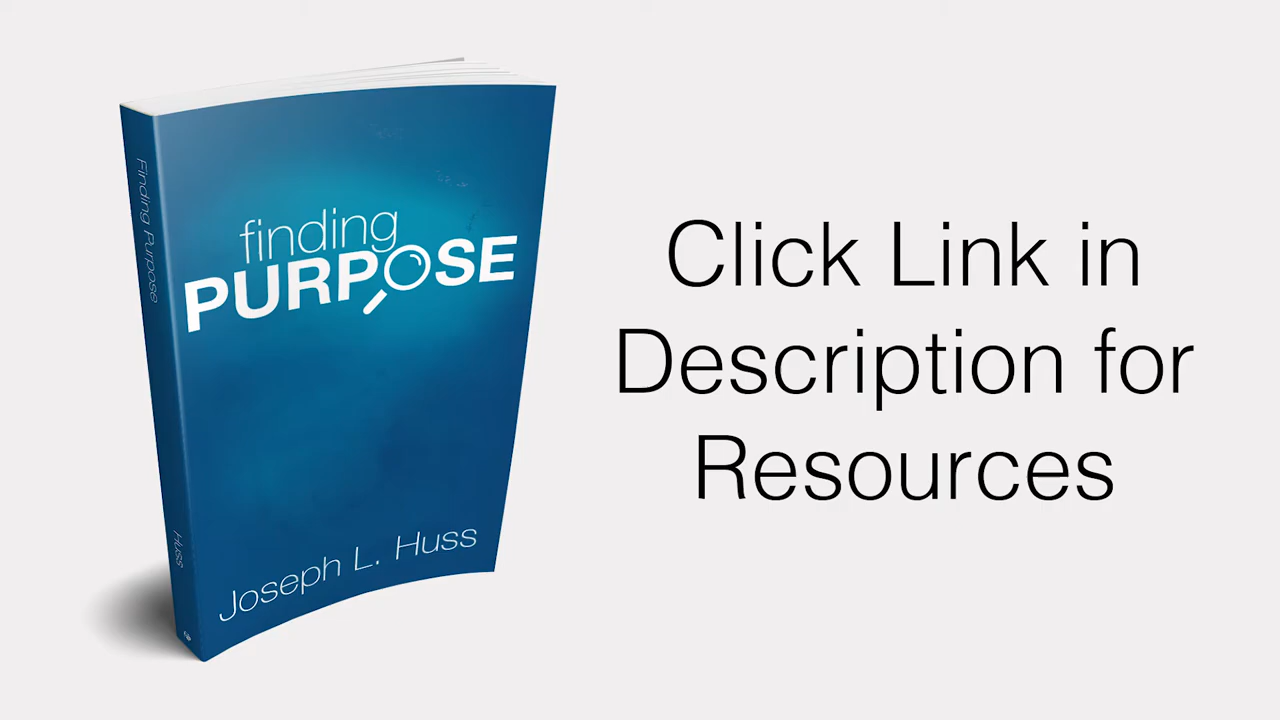 Finding Purpose
Huss
finding
PURPOSE
Joseph L. Huss
Click Link in
Description for
Resources